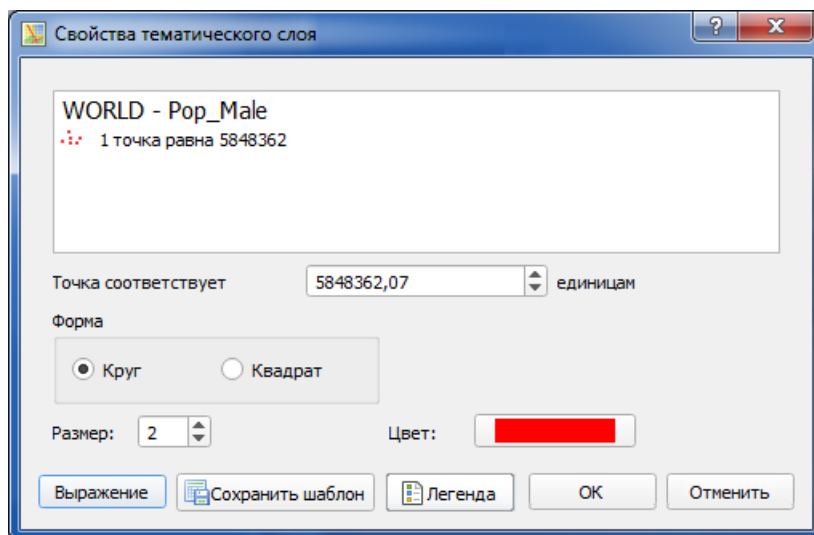 Свойства тематического слоя
WORLD - Pop_Male
1 точка равна 5848362
Точка соответствует 5848362,07 единицам
Форма
Круг Квадрат
Размер: 2 Цвет:
Выражение Сохранить шаблон Легенда OK Отменить